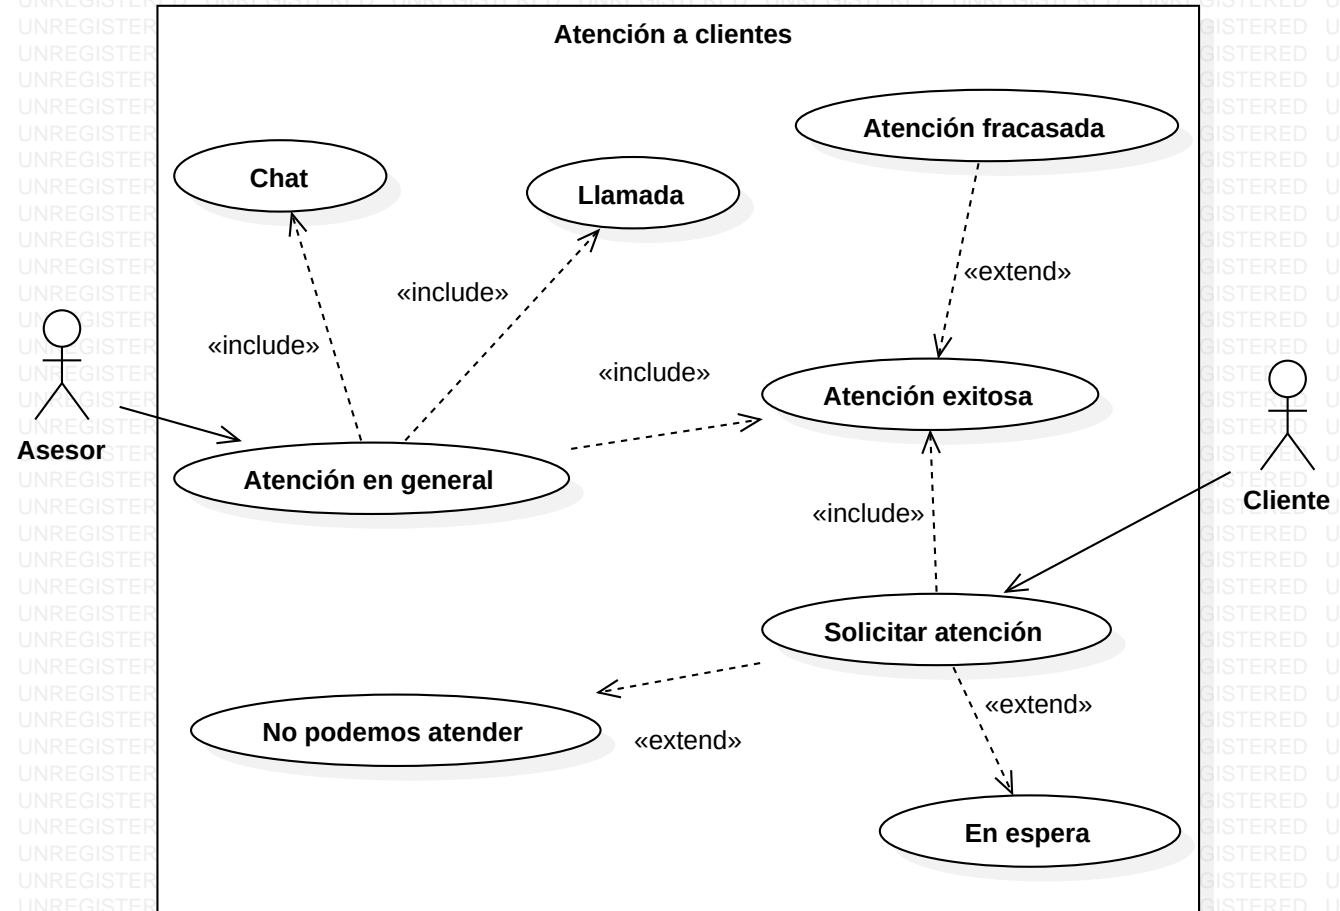 Atención a clientes
Atención fracasada
Chat
Llamada
«extend»
«include»
«include»
«include»
Atención exitosa
Asesor
Atención en general
Cliente
«include»
Solicitar atención
«extend»
No podemos atender
«extend»
En espera